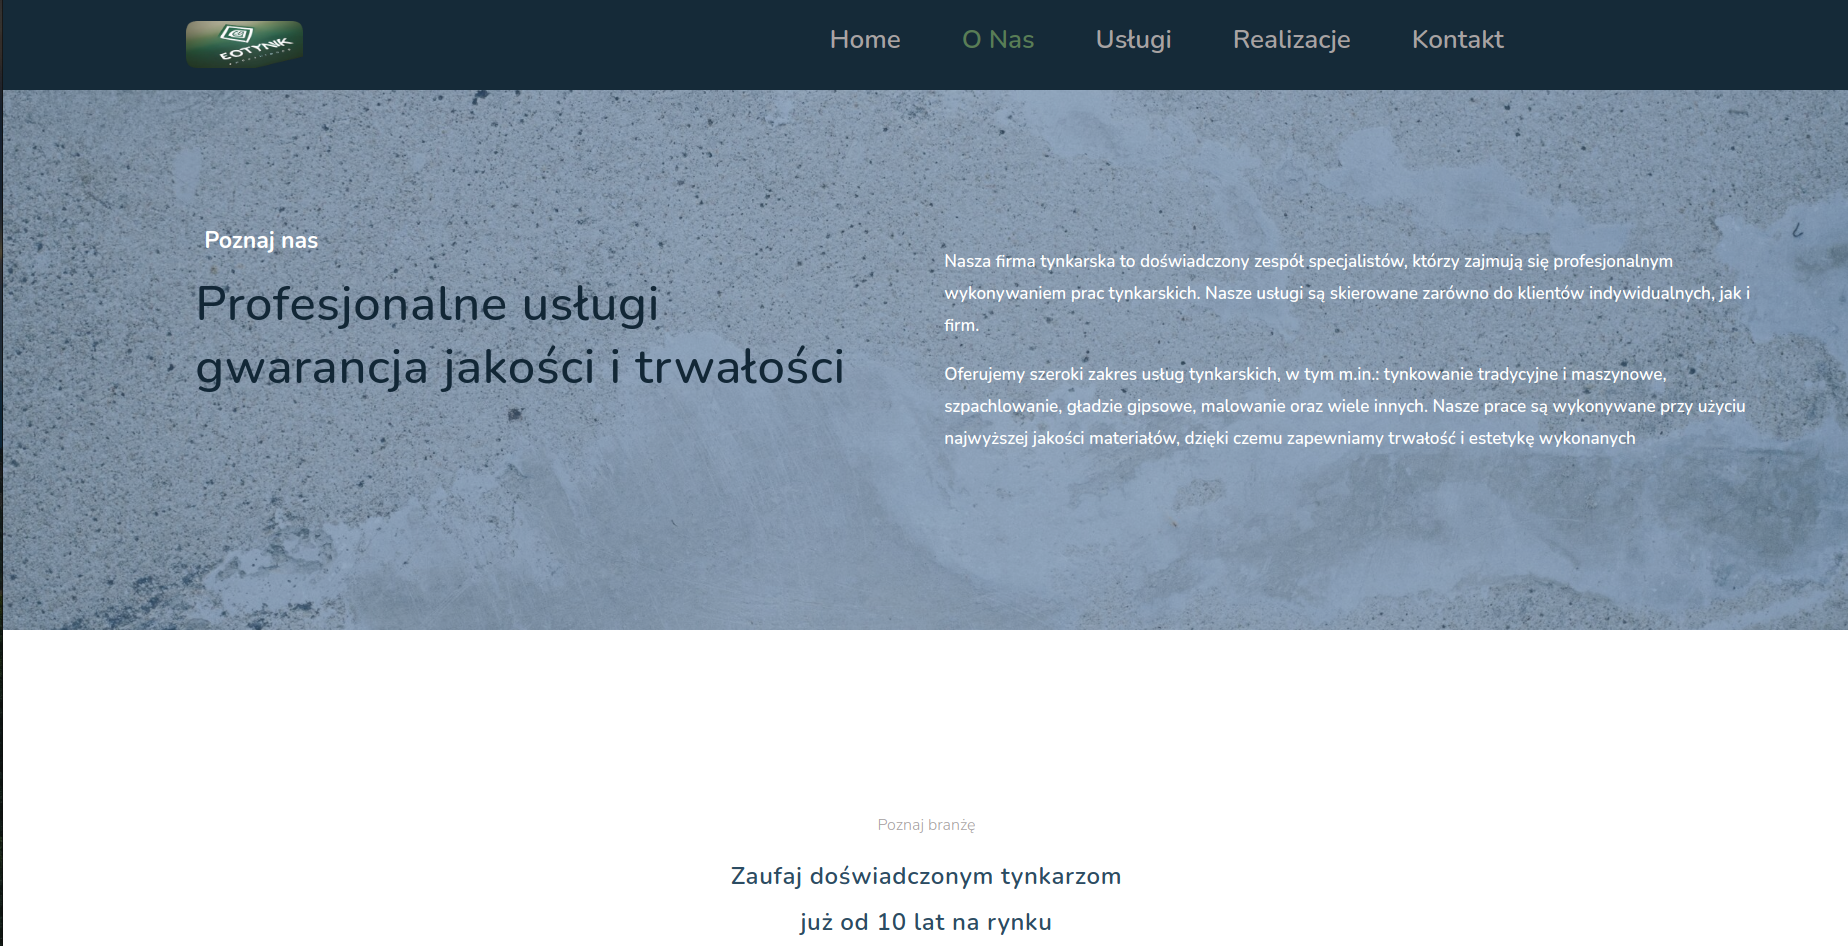 EOTYNK
Home
O Nas
Usługi
Realizacje
Kontakt
Poznaj nas
Profesjonalne usługi
gwarancja jakości i trwałości
Nasza firma tynkarska to doświadczony zespół specjalistów, którzy zajmują się profesjonalnym
wykonywaniem prac tynkarskich. Nasze usługi są skierowane zarówno do klientów indywidualnych, jak i
firm.
Oferujemy szeroki zakres usług tynkarskich, w tym m.in.: tynkowanie tradycyjne i maszynowe,
szpachlowanie, gładzie gipsowe, malowanie oraz wiele innych. Nasze prace są wykonywane przy użyciu
najwyższej jakości materiałów, dzięki czemu zapewniamy trwałość i estetykę wykonanych
Poznaj branżę
Zaufaj doświadczonym tynkarzom
już od 10 lat na rynku